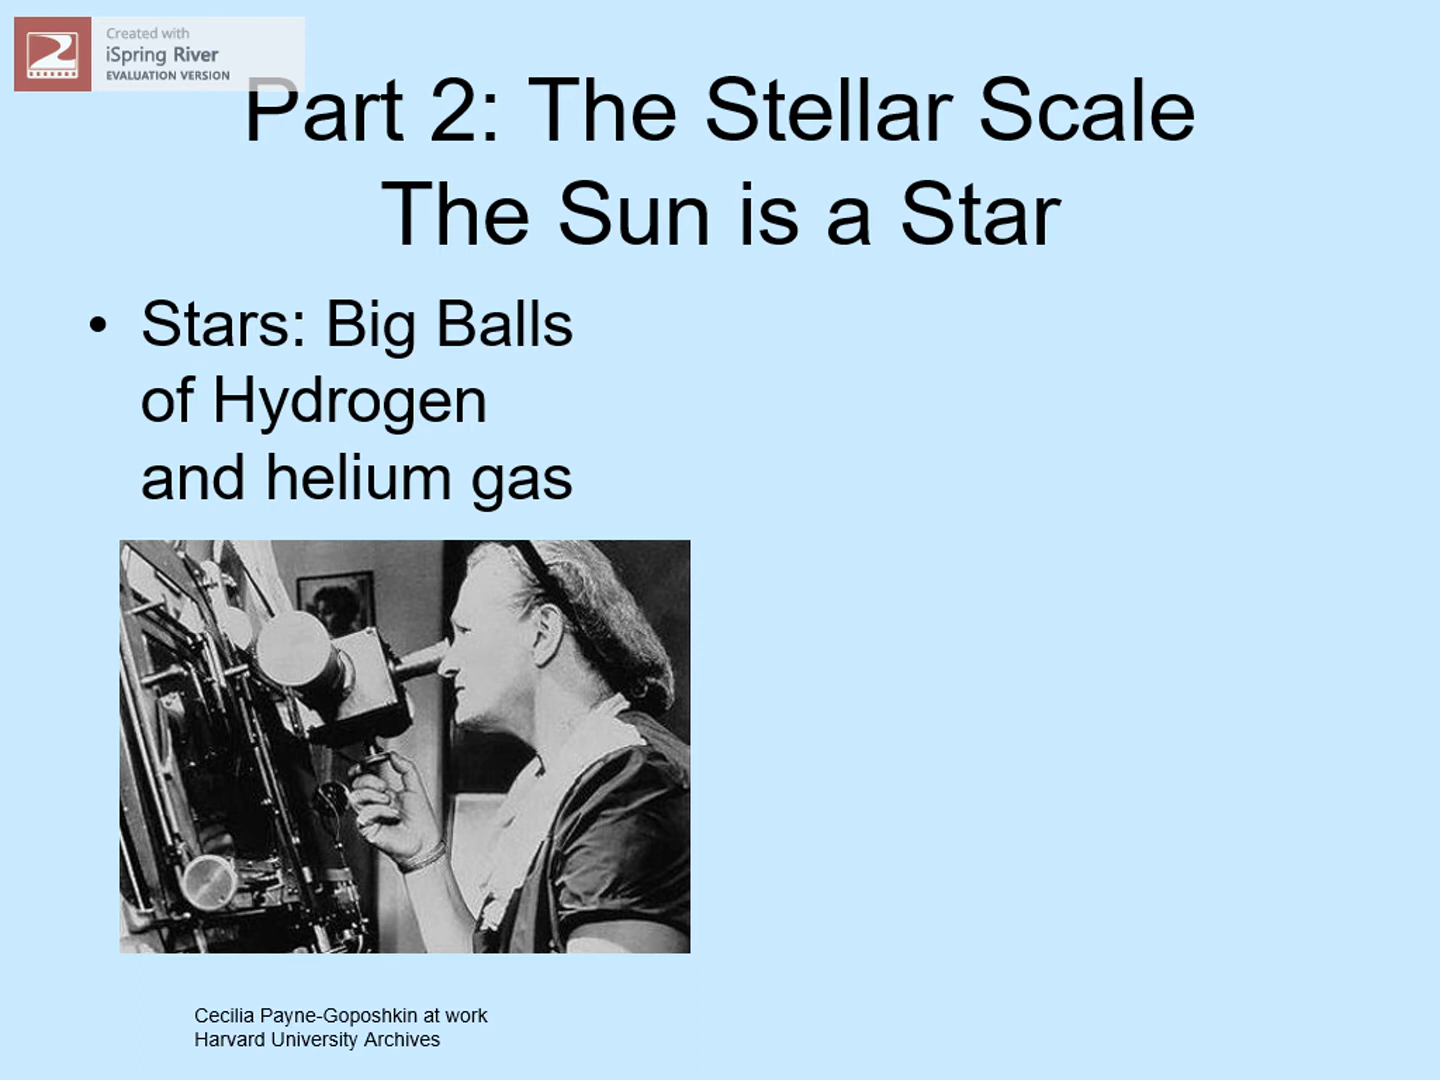 Created with
iSpring River
EVALUATION VERSION
Part 2: The Stellar Scale
The Sun is a Star
• Stars: Big Balls
of Hydrogen
and helium gas
Cecilia Payne-Goposhkin at work
Harvard University Archives